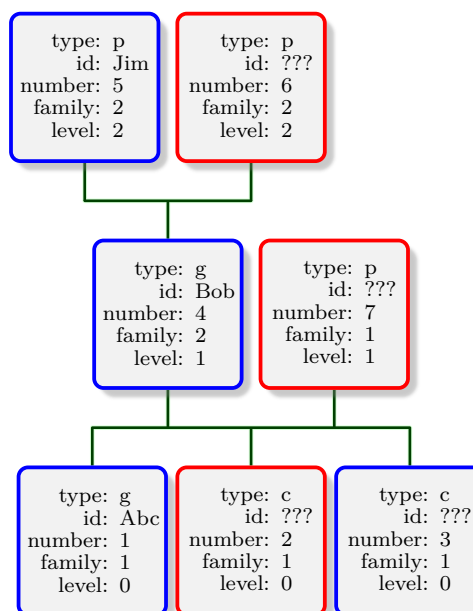 type: p
id: Jim
number: 5
family: 2
level: 2
type: p
id: ???
number: 6
family: 2
level: 2
type: g
id: Bob
number: 4
family: 2
level: 1
type: p
id: ???
number: 7
family: 1
level: 1
type: g
id: Abc
number: 1
family: 1
level: 0
type: c
id: ???
number: 2
family: 1
level: 0
type: c
id: ???
number: 3
family: 1
level: 0